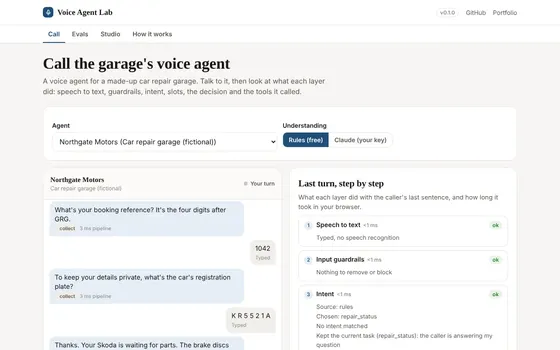 Voice Agent Lab
v0.1.0
GitHub
Portfolio
Call
Evals
Studio
How it works
Call the garage's voice agent
A voice agent for a made-up car repair garage. Talk to it, then look at what each layer
did: speech to text, guardrails, intent, slots, the decision and the tools it called.
Agent
Northgate Motors (Car repair garage (fictional))
Understanding
Rules (free)
Claude (your key)
Northgate Motors
Car repair garage (fictional)
Your turn
What's your booking reference? It's the four digits after
GRG.
collect
3 ms pipeline
1042
Typed
To keep your details private, what's the car's registration
plate?
collect
3 ms pipeline
K R 5 5 2 1 A
Typed
Thanks. Your Skoda is waiting for parts. The brake discs
Last turn, step by step
What each layer did with the caller's last sentence, and how long it
took in your browser.
1
Speech to text <1 ms
ok
Typed, no speech recognition
2
Input guardrails <1 ms
ok
Nothing to remove or block
3
Intent <1 ms
ok
Source: rules
Chosen: repair_status
No intent matched
Kept the current task (repair_status): the caller is answering my
question